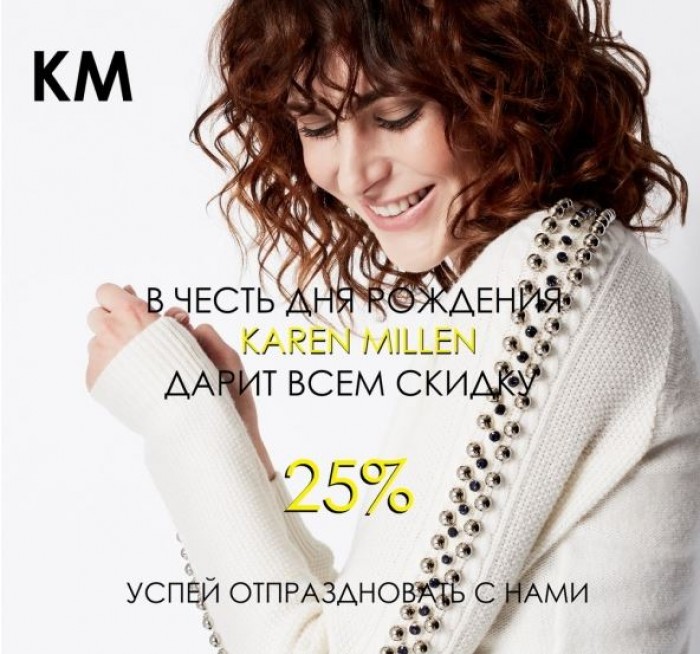 KM
В ЧЕСТЬ ДНЯ РОЖДЕНИЯ
KAREN MILLEN
ДАРИТ ВСЕМ СКИДКУ
25%
УСПЕЙ ОТПРАЗДНОВАТЬ С НАМИ